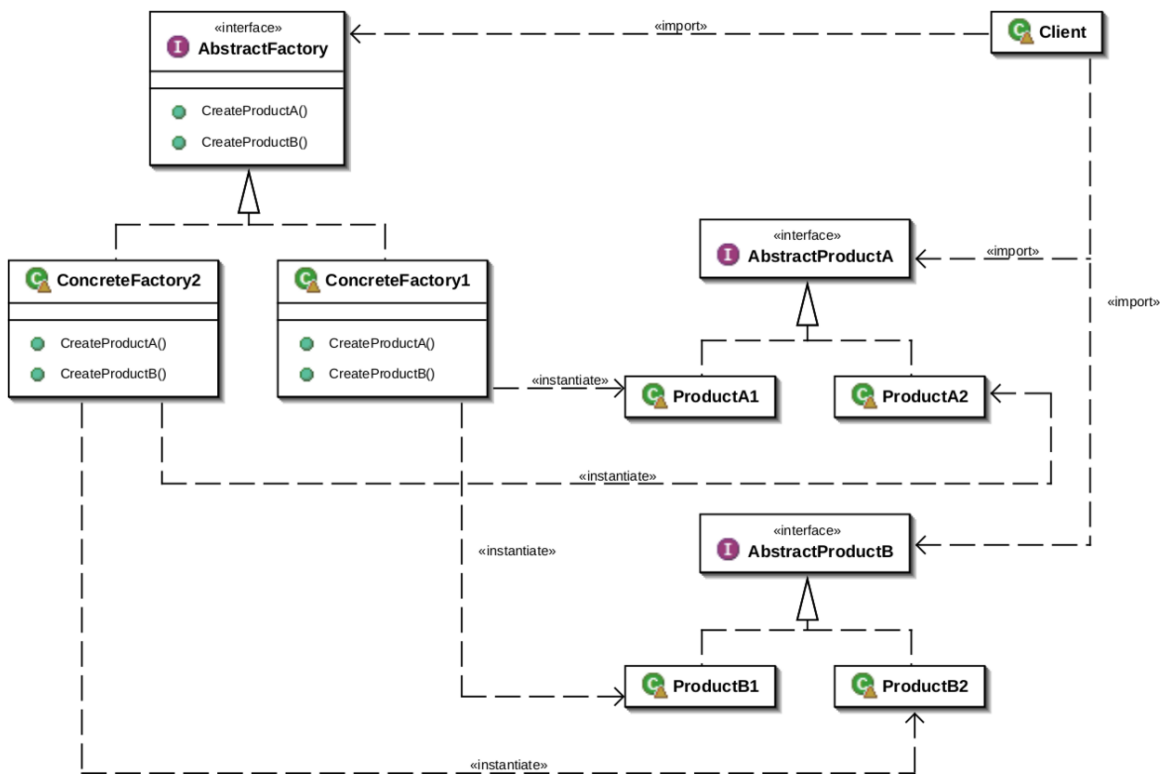 «interface»
I AbstractFactory
CreateProductA()
CreateProductB()
«import»
C Client
C ConcreteFactory2
CreateProductA()
CreateProductB()
C ConcreteFactory1
CreateProductA()
CreateProductB()
«interface»
I AbstractProductA
«import»
«import»
«instantiate»
C ProductA1
C ProductA2
«instantiate»
«interface»
I AbstractProductB
«instantiate»
C ProductB1
C ProductB2
«instantiate»